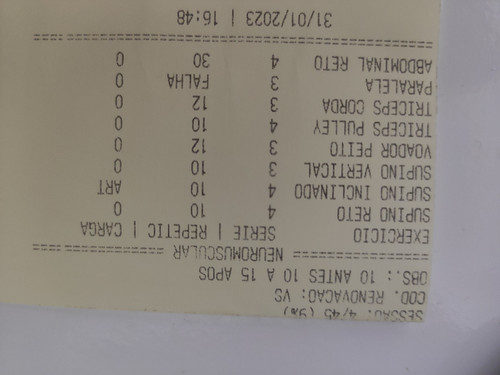 SESSAO: 4/45 (9%)
COD. RENOVACAO: VS
OBS.: 10 ANTES 10 A 15 APOS
============ NEUROMUSCULAR ============
EXERCICIO SERIE | REPETIC | CARGA
SUPINO RETO 4 10 0
SUPINO INCLINADO 4 10 ART
SUPINO VERTICAL 3 10 0
VOADOR PEITO 3 12 0
TRICEPS PULLEY 4 10 0
TRICEPS CORDA 3 12 0
PARALELA 3 FALHA 0
ABDOMINAL RETO 4 30 0
=======================================
31/01/2023 | 16:48